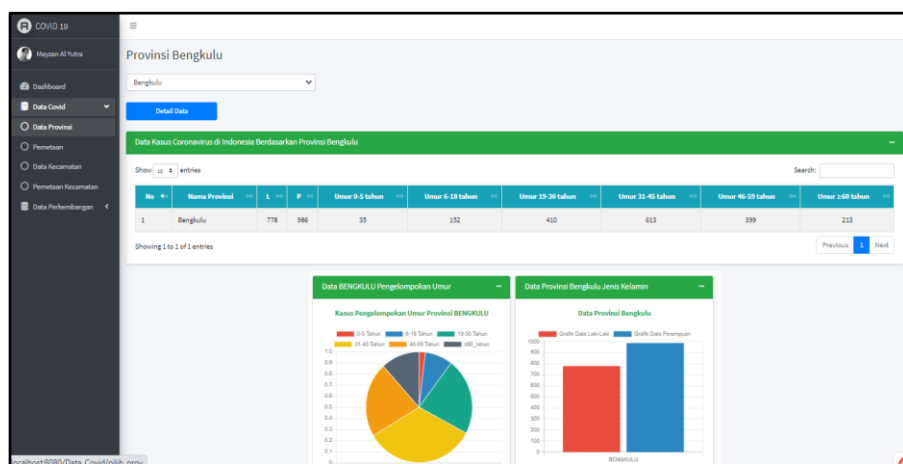 COVID 19
Meyzan Al Yutra
Dashboard
Data Covid
Data Provinsi
Pemetaan
Data Kecamatan
Pemetaan Kecamatan
Data Perkembangan
Provinsi Bengkulu
Bengkulu
Detail Data
Data Kasus Coronavirus di Indonesia Berdasarkan Provinsi Bengkulu
Show 10 entries
Search:
No Nama Provinsi L P Umur 0-5 tahun Umur 6-18 tahun Umur 19-30 tahun Umur 31-45 tahun Umur 46-59 tahun Umur ≥60 tahun
1 Bengkulu 778 986 35 152 410 613 399 213
Showing 1 to 1 of 1 entries
Previous 1 Next
Data BENGKULU Pengelompokan Umur
Kasus Pengelompokan Umur Provinsi BENGKULU
0-5 Tahun 6-18 Tahun 19-30 Tahun
31-45 Tahun 46-59 Tahun ≥60_tahun
1.0
0.9
0.8
0.7
0.6
0.5
0.4
0.3
0.2
0.1
0
Data Provinsi Bengkulu Jenis Kelamin
Data Provinsi Bengkulu
Grafik Data Laki-Laki Grafik Data Perempuan
1000
900
800
700
600
500
400
300
200
100
0
BENGKULU
localhost:8080/Data_Covid/pilih_prov